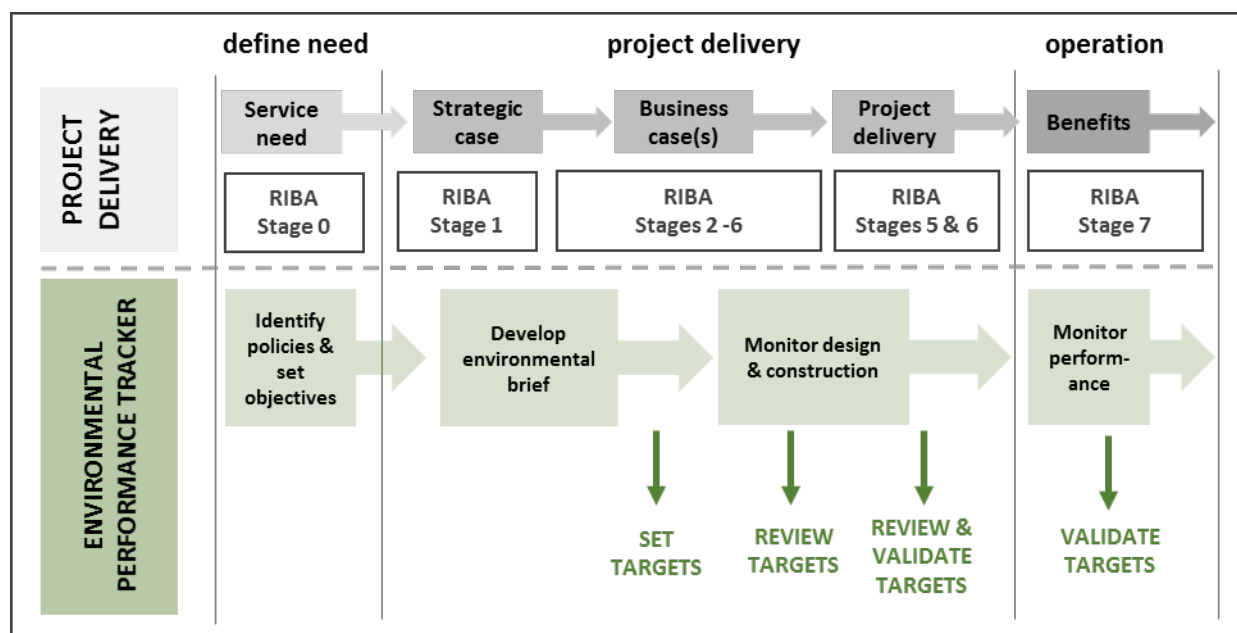 define need
project delivery
operation
PROJECT
DELIVERY
Service
need
Strategic
case
Business
case(s)
Project
delivery
Benefits
RIBA
Stage 0
RIBA
Stage 1
RIBA
Stages 2 -6
RIBA
Stages 5 & 6
RIBA
Stage 7
ENVIRONMENTAL
PERFORMANCE TRACKER
Identify
policies &
set
objectives
Develop
environmental
brief
Monitor design
& construction
Monitor
perform-
ance
SET
TARGETS
REVIEW
TARGETS
REVIEW &
VALIDATE
TARGETS
VALIDATE
TARGETS